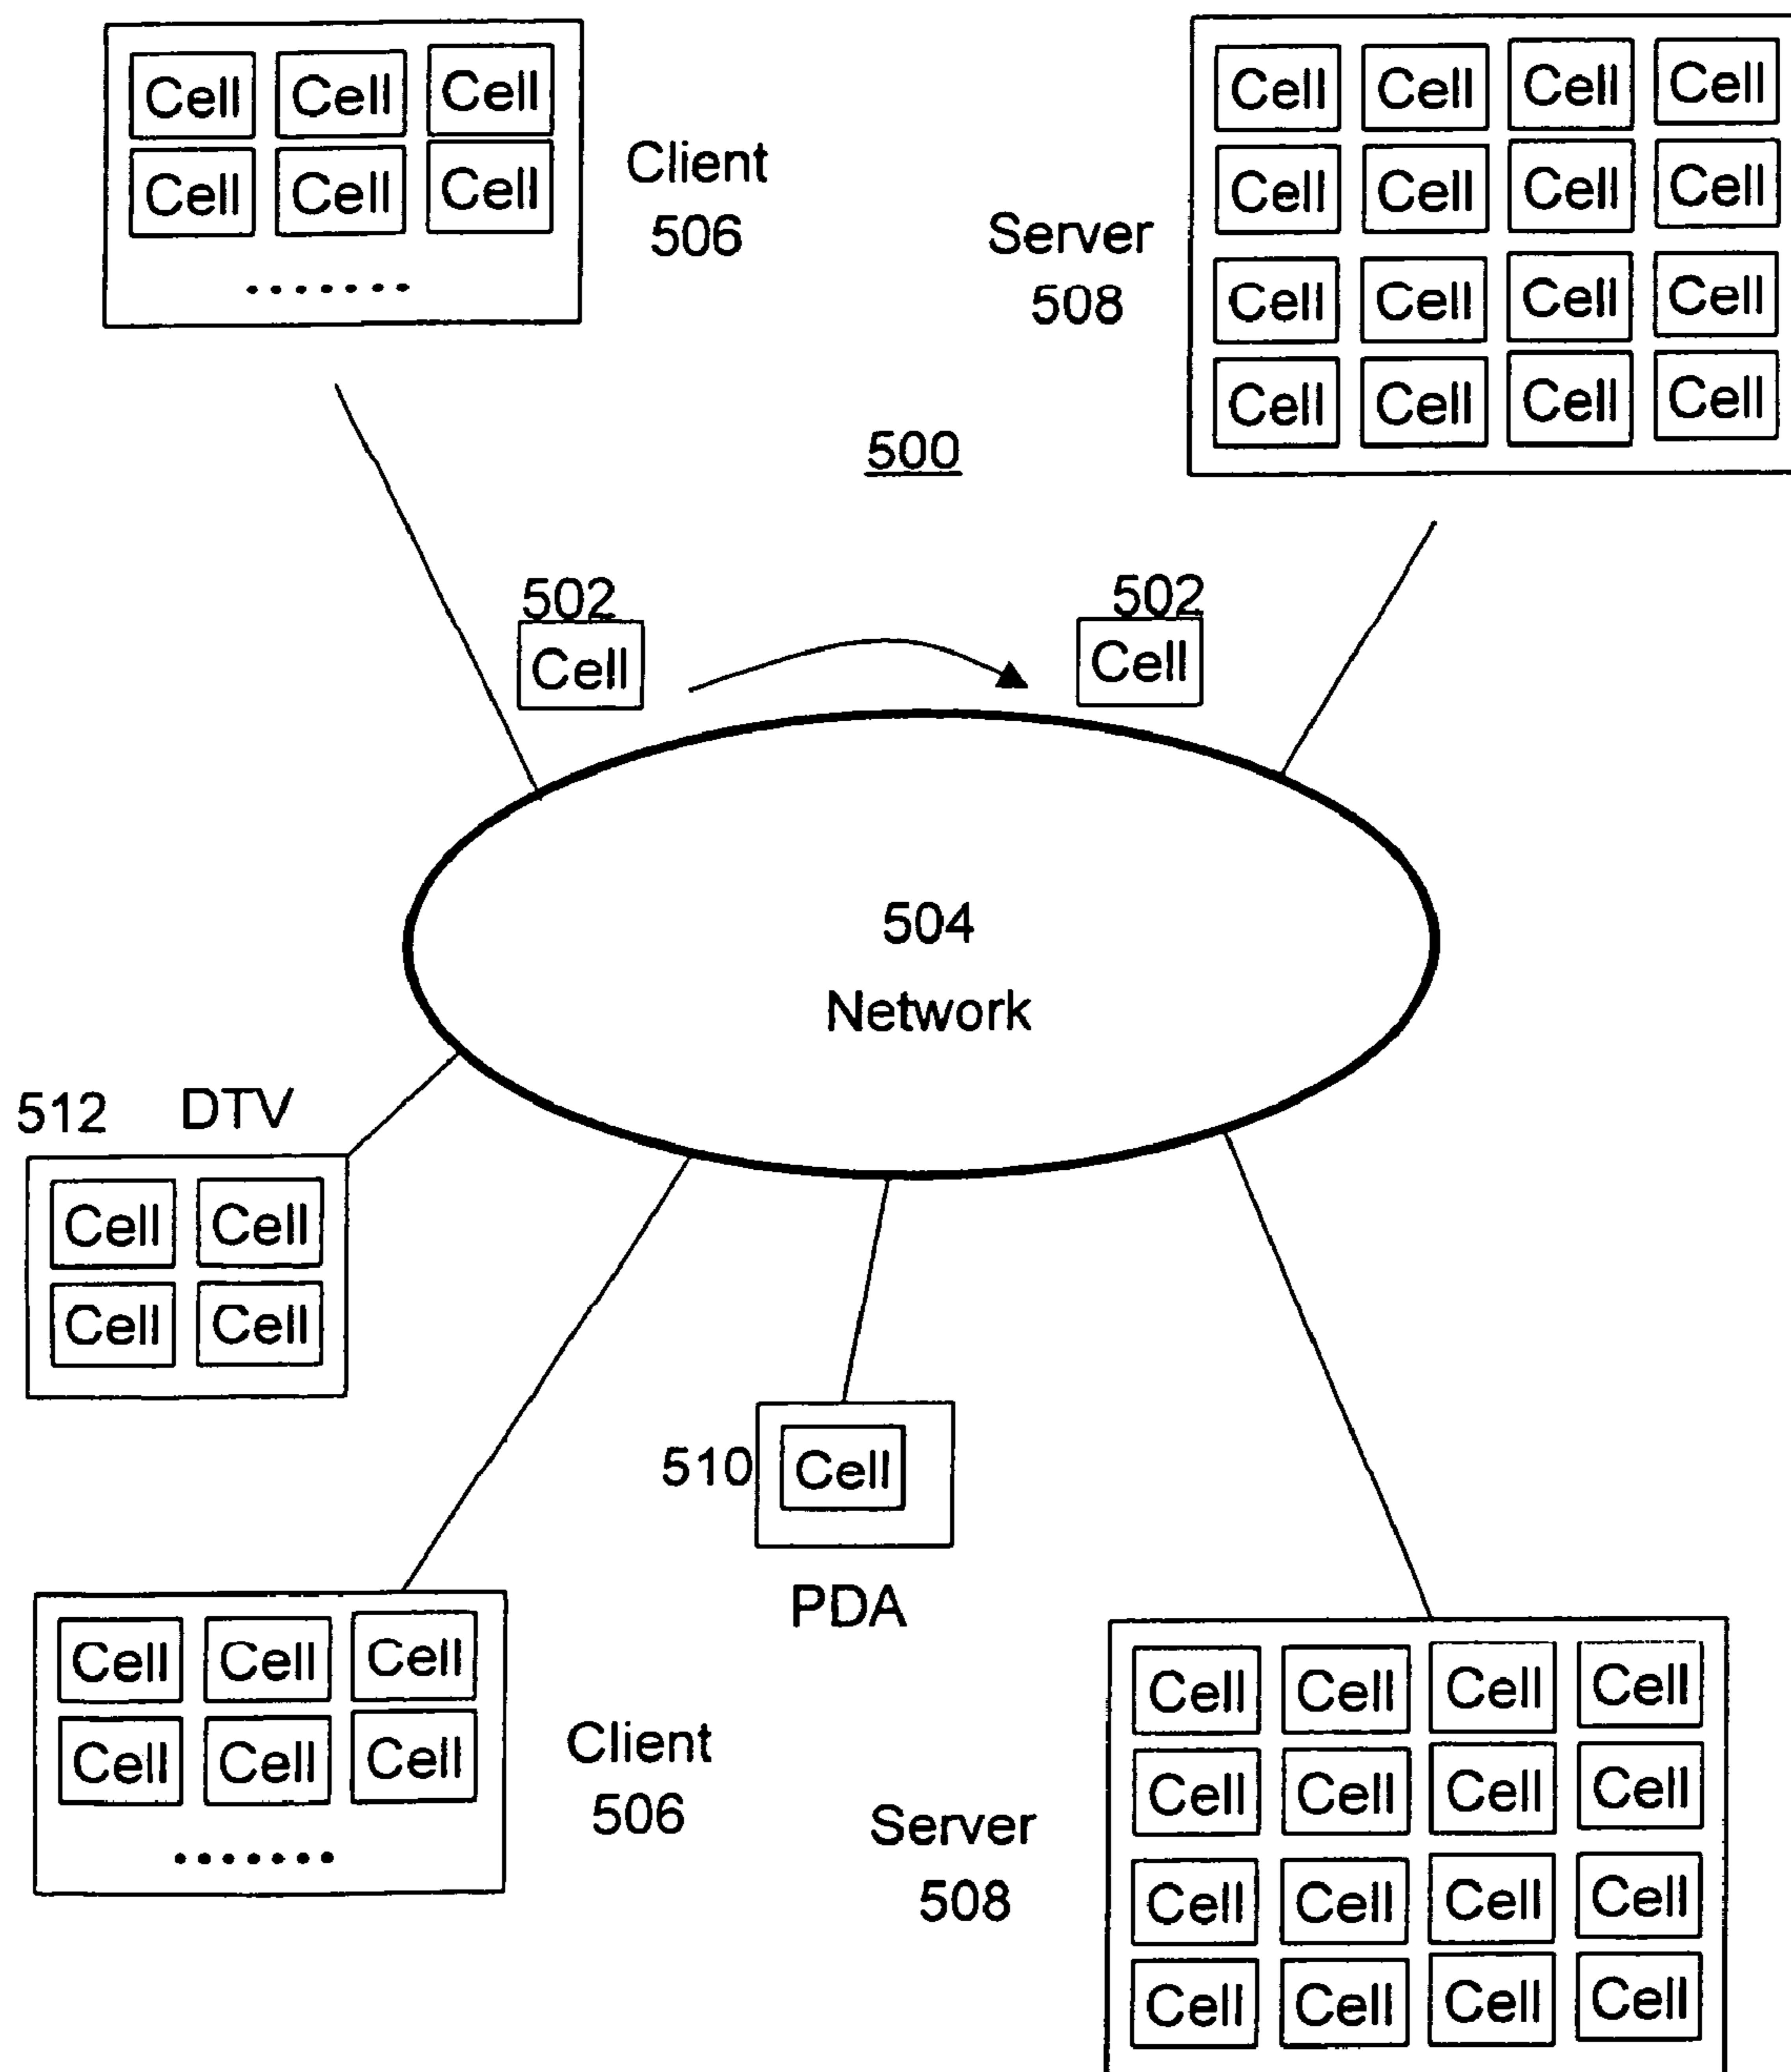 Cell Cell Cell
Cell Cell Cell
.......
Client
506
Cell Cell Cell Cell
Cell Cell Cell Cell
Cell Cell Cell Cell
Cell Cell Cell Cell
Server
508
500
502
Cell
502
Cell
504
Network
512 DTV
Cell Cell
Cell Cell
510
Cell
PDA
Cell Cell Cell
Cell Cell Cell
.......
Client
506
Server
508
Cell Cell Cell Cell
Cell Cell Cell Cell
Cell Cell Cell Cell
Cell Cell Cell Cell